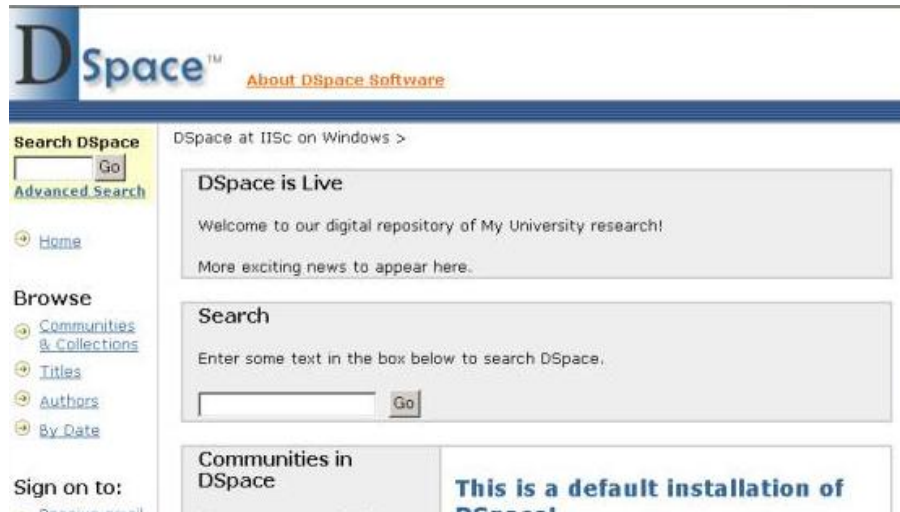 DSpace™
About DSpace Software
Search DSpace
Go
Advanced Search
Home
Browse
Communities
& Collections
Titles
Authors
By Date
Sign on to:
DSpace at IISc on Windows >
DSpace is Live
Welcome to our digital repository of My University research!
More exciting news to appear here.
Search
Enter some text in the box below to search DSpace.
Go
Communities in
DSpace
This is a default installation of
DSpace!